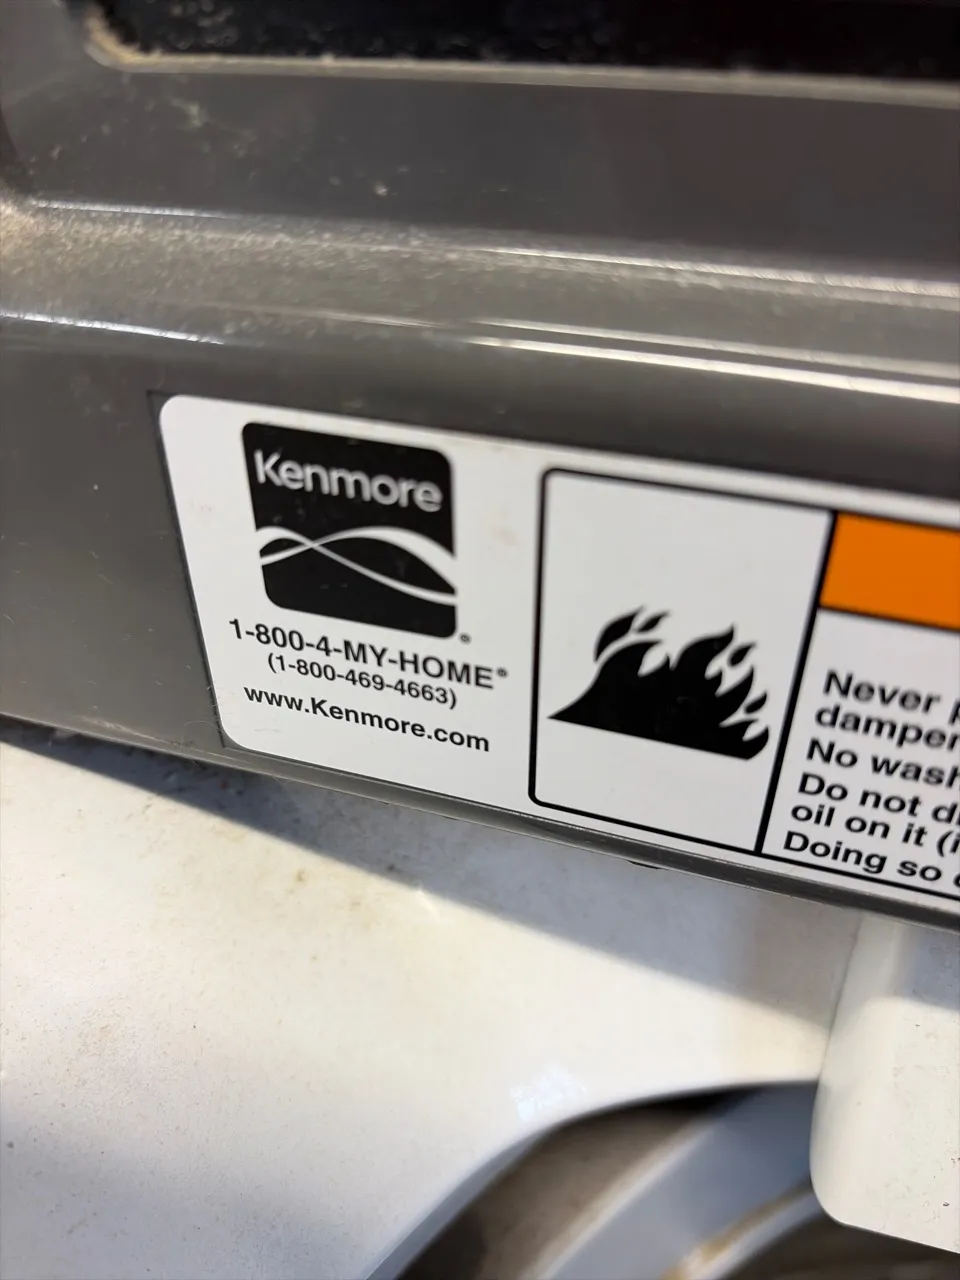 Kenmore
1-800-4-MY-HOME®
(1-800-469-4663)
www.Kenmore.com
Never
damper
No wash
Do not
oil on it
Doing so